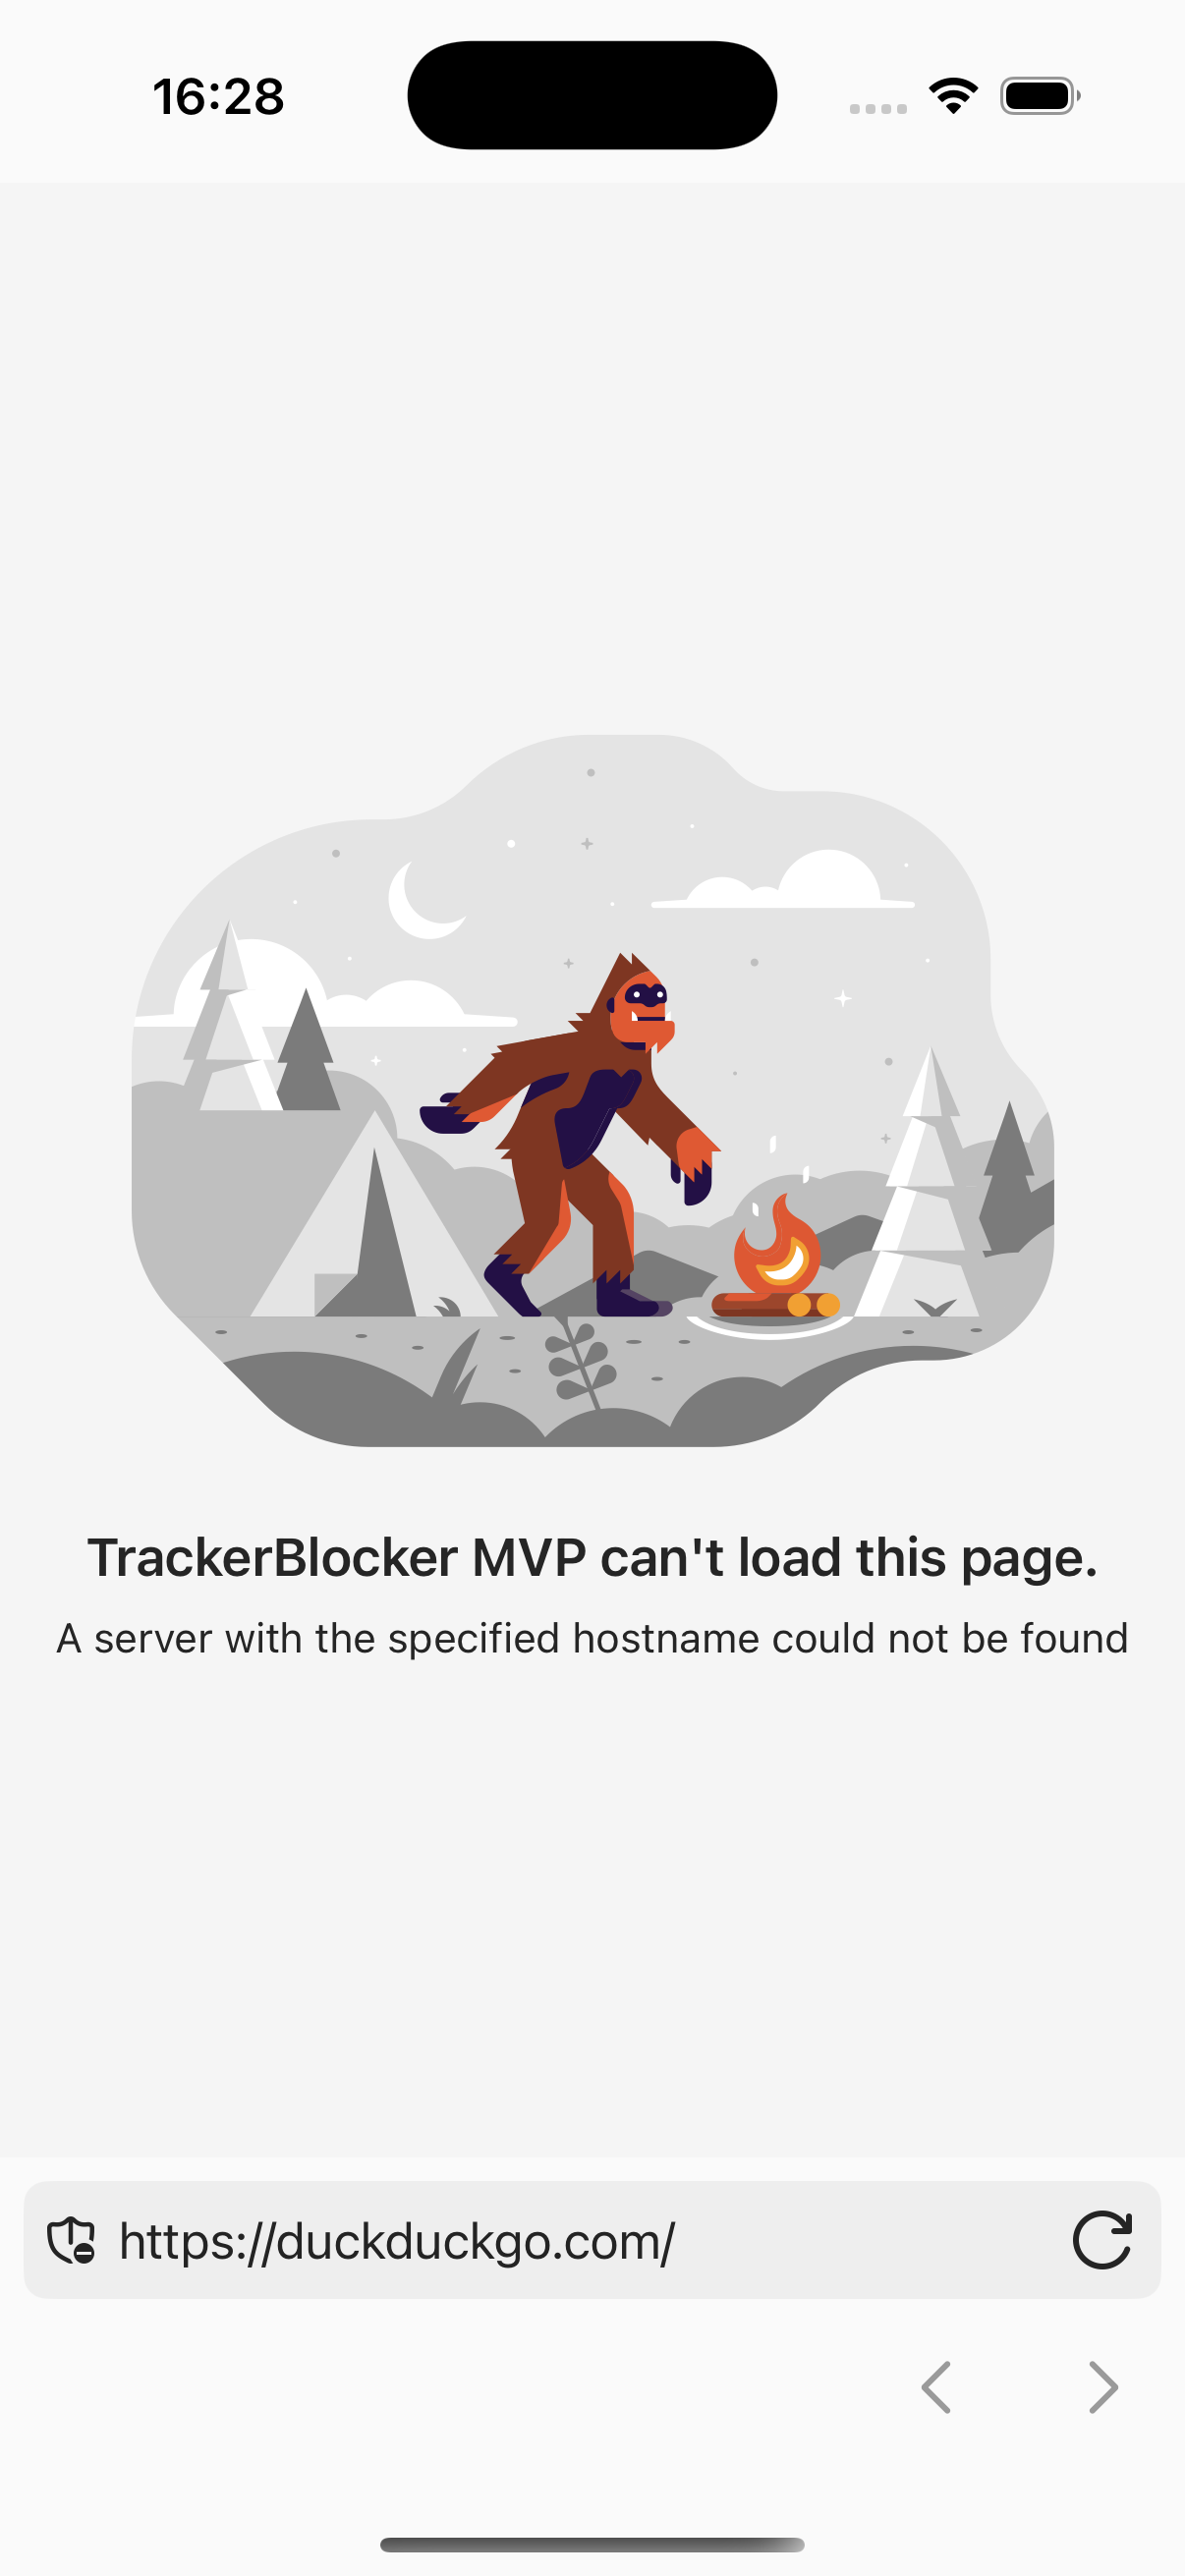 16:28
TrackerBlocker MVP can't load this page.
A server with the specified hostname could not be found
https://duckduckgo.com/